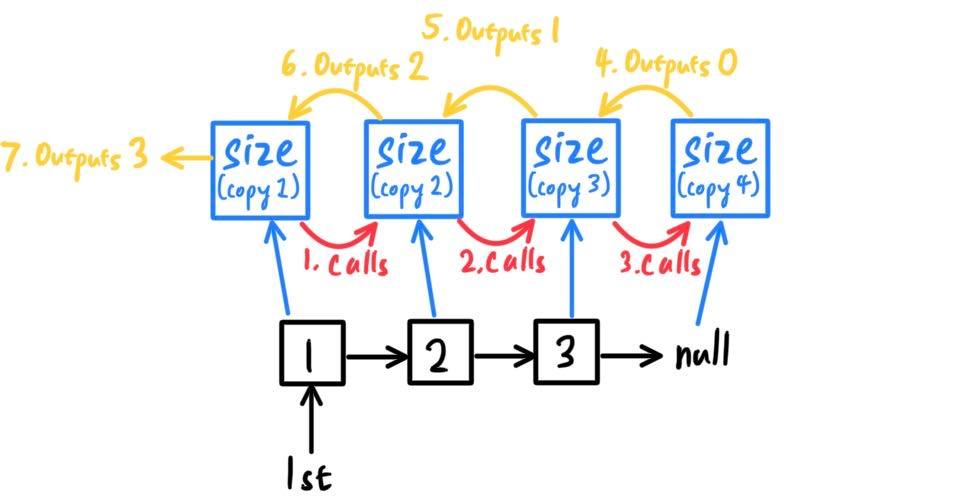 5. Outputs 1
6. Outputs 2
4. Outputs 0
7. Outputs 3
size
(copy 1)
size
(copy 2)
size
(copy 3)
size
(copy 4)
1. calls
2. calls
3. calls
1
2
3
null
lst